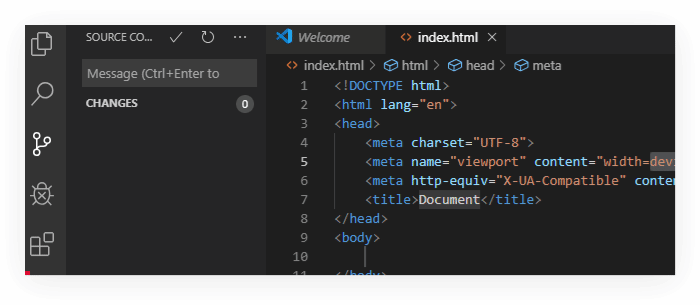 SOURCE CO...
Message (Ctrl+Enter to
CHANGES 0
Welcome index.html
index.html > html > head > meta
1 <!DOCTYPE html>
2 <html lang="en">
3 <head>
4 <meta charset="UTF-8">
5 <meta name="viewport" content="width=devi
6 <meta http-equiv="X-UA-Compatible" conten
7 <title>Document</title>
8 </head>
9 <body>
10
11 </body>